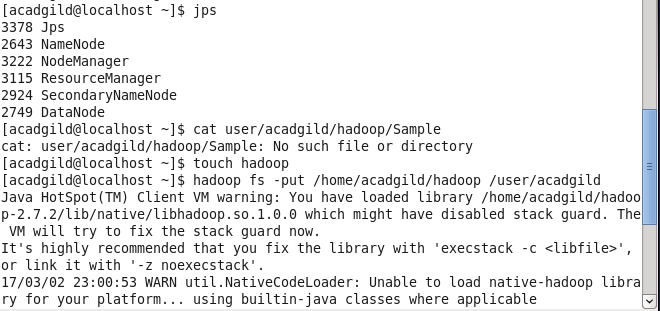 [acadgild@localhost ~]$ jps
3378 Jps
2643 NameNode
3222 NodeManager
3115 ResourceManager
2924 SecondaryNameNode
2749 DataNode
[acadgild@localhost ~]$ cat user/acadgild/hadoop/Sample
cat: user/acadgild/hadoop/Sample: No such file or directory
[acadgild@localhost ~]$ touch hadoop
[acadgild@localhost ~]$ hadoop fs -put /home/acadgild/hadoop /user/acadgild
Java HotSpot(TM) Client VM warning: You have loaded library /home/acadgild/hadoo
p-2.7.2/lib/native/libhadoop.so.1.0.0 which might have disabled stack guard. The
 VM will try to fix the stack guard now.
It's highly recommended that you fix the library with 'execstack -c <libfile>',
or link it with '-z noexecstack'.
17/03/02 23:00:53 WARN util.NativeCodeLoader: Unable to load native-hadoop libra
ry for your platform... using builtin-java classes where applicable